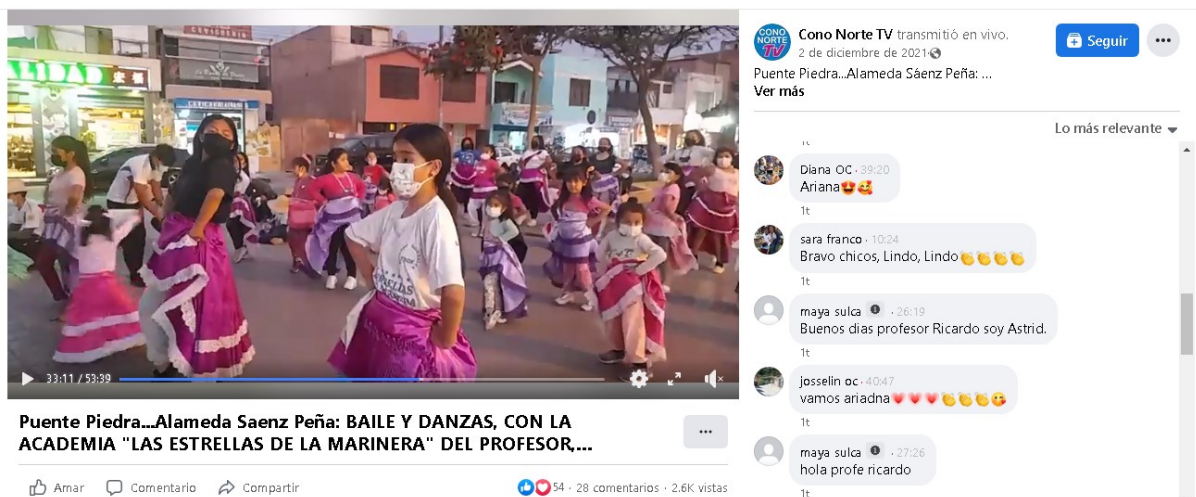 CEVICHERIA
LIDAD
33:11 / 53:39
Puente Piedra...Alameda Saenz Peña: BAILE Y DANZAS, CON LA
ACADEMIA "LAS ESTRELLAS DE LA MARINERA" DEL PROFESOR,...
Amar Comentario Compartir 54 · 28 comentarios · 2.6K vistas
CONO
NORTE
TV
Cono Norte TV transmitió en vivo.
2 de diciembre de 2021
Seguir
Puente Piedra...Alameda Sáenz Peña: ...
Ver más
Lo más relevante
1t
Diana OC · 39:20
Ariana😍🥰
1t
sara franco · 10:24
Bravo chicos, Lindo, Lindo👏👏👏👏
1t
maya sulca · 26:19
Buenos dias profesor Ricardo soy Astrid.
1t
josselin oc · 40:47
vamos ariadna❤❤❤👏👏👏😋
1t
maya sulca · 27:26
hola profe ricardo
1t